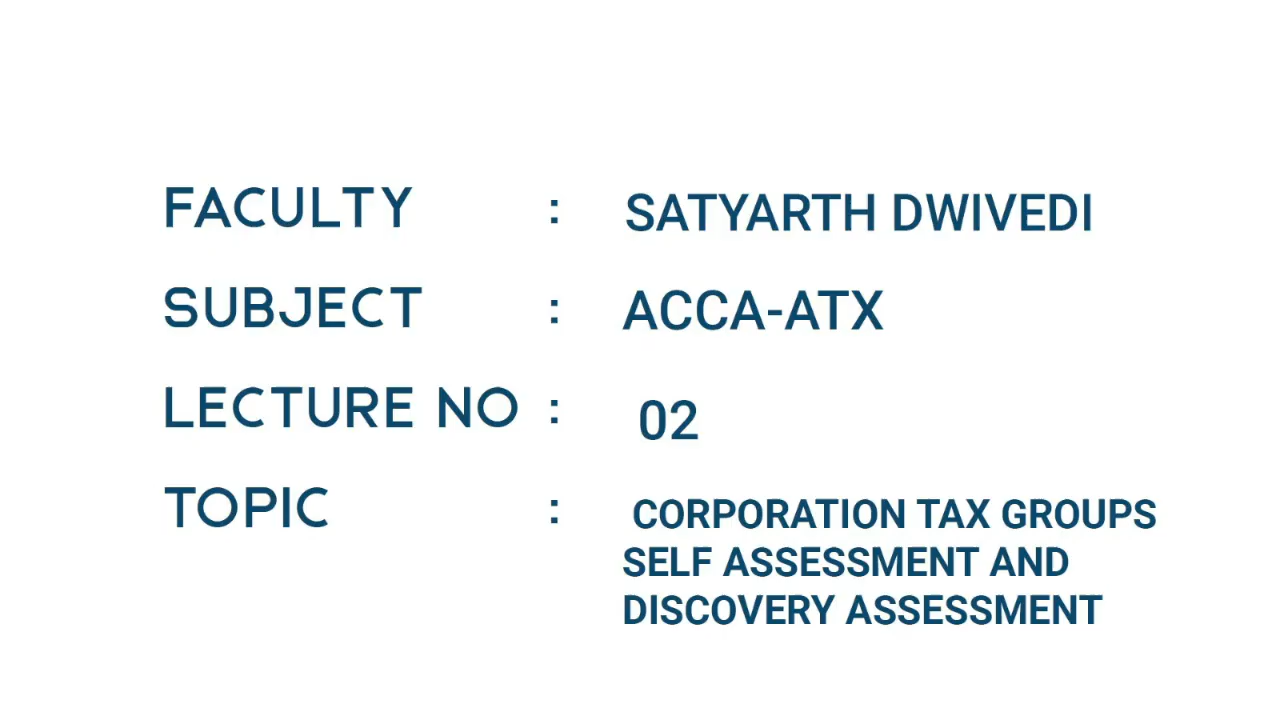 FACULTY : SATYARTH DWIVEDI
SUBJECT : ACCA-ATX
LECTURE NO : 02
TOPIC : CORPORATION TAX GROUPS
SELF ASSESSMENT AND
DISCOVERY ASSESSMENT